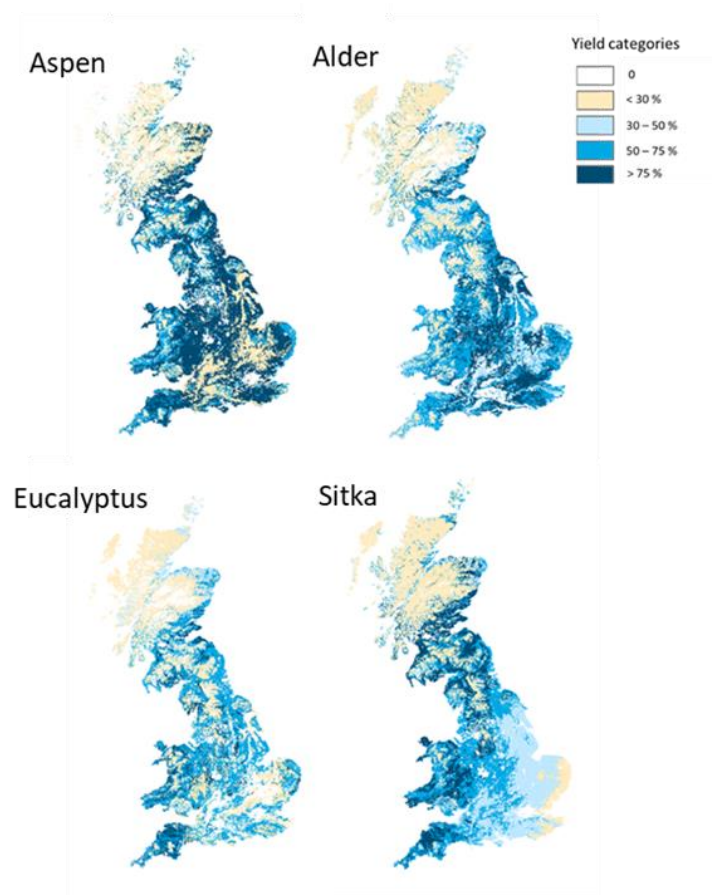 Aspen
Alder
Yield categories
0
< 30 %
30 – 50 %
50 – 75 %
> 75 %
Eucalyptus
Sitka